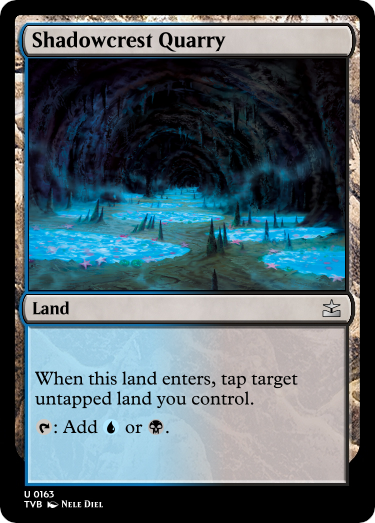 Shadowcrest Quarry
Land
When this land enters, tap target
untapped land you control.
: Add or .
U 0163
TVB Nele Diel